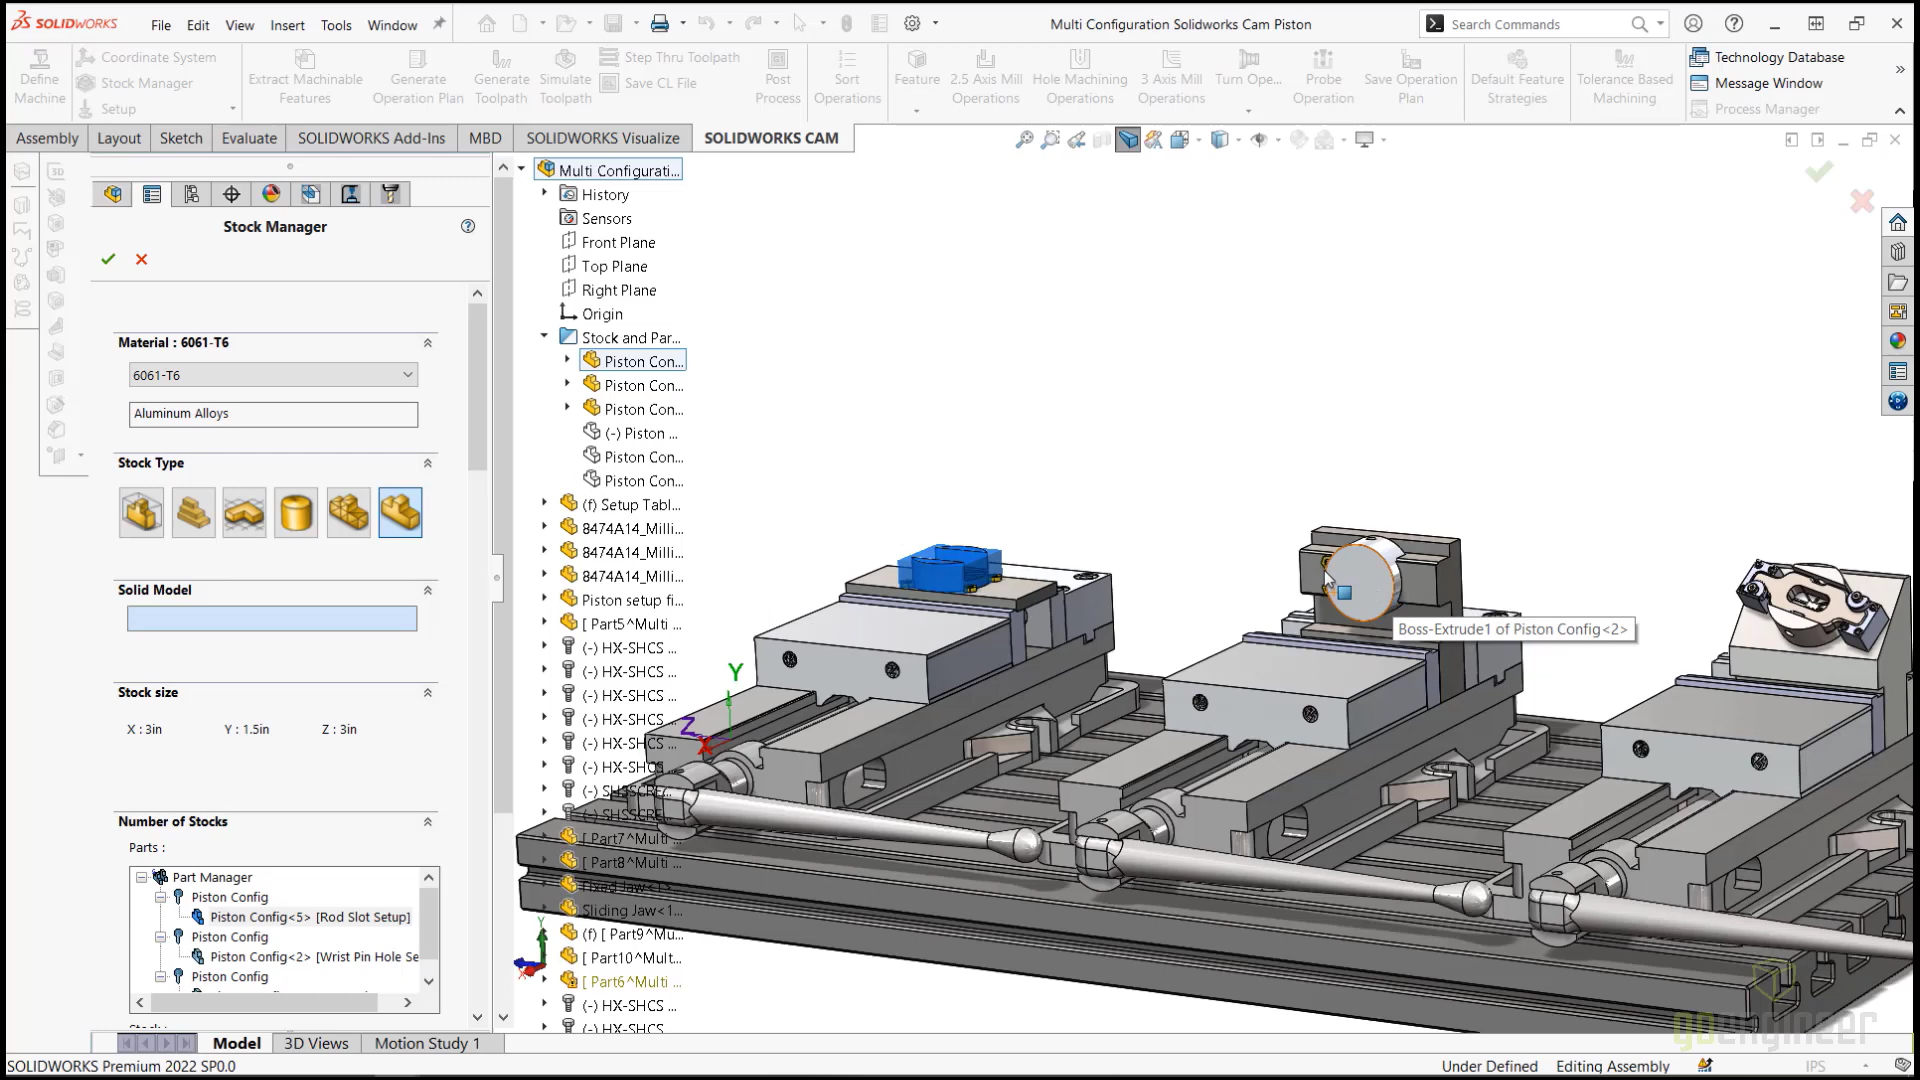 SOLIDWORKS
File Edit View Insert Tools Window
Multi Configuration Solidworks Cam Piston
Search Commands
Define Machine
Coordinate System
Stock Manager
Setup
Extract Machinable Features
Generate Operation Plan
Generate Toolpath
Simulate Toolpath
Step Thru Toolpath
Save CL File
Post Process
Sort Operations
Feature
2.5 Axis Mill Operations
Hole Machining Operations
3 Axis Mill Operations
Turn Ope...
Probe Operation
Save Operation Plan
Default Feature Strategies
Tolerance Based Machining
Technology Database
Message Window
Process Manager
Assembly Layout Sketch Evaluate SOLIDWORKS Add-Ins MBD SOLIDWORKS Visualize SOLIDWORKS CAM
Stock Manager
Material : 6061-T6
6061-T6
Aluminum Alloys
Stock Type
Solid Model
Stock size
X : 3in Y : 1.5in Z : 3in
Number of Stocks
Parts :
Part Manager
Piston Config
Piston Config<5> [Rod Slot Setup]
Piston Config
Piston Config<2> [Wrist Pin Hole Se
Piston Config
Multi Configurati...
History
Sensors
Front Plane
Top Plane
Right Plane
Origin
Stock and Par...
Piston Con...
Piston Con...
Piston Con...
(-) Piston ...
Piston Con...
Piston Con...
(f) Setup Tabl...
8474A14_Milli...
8474A14_Milli...
8474A14_Milli...
Piston setup fi...
[ Part5^Multi ...
(-) HX-SHCS ...
(-) HX-SHCS ...
(-) HX-SHCS ...
(-) HX-SHCS ...
(-) HX-SHCS ...
(-) HX-SHCS ...
(-) SHSSCRE...
(-) SHSSCRE...
[ Part7^Multi ...
[ Part8^Multi ...
Fixed Jaw<1>...
Sliding Jaw<1...
(f) [ Part9^Mu...
[ Part10^Mult...
[ Part6^Multi ...
(-) HX-SHCS ...
(-) HX-SHCS ...
Boss-Extrude1 of Piston Config<2>
Y
Z
X
Y
goengineer
Model 3D Views Motion Study 1
SOLIDWORKS Premium 2022 SP0.0
Under Defined Editing Assembly IPS